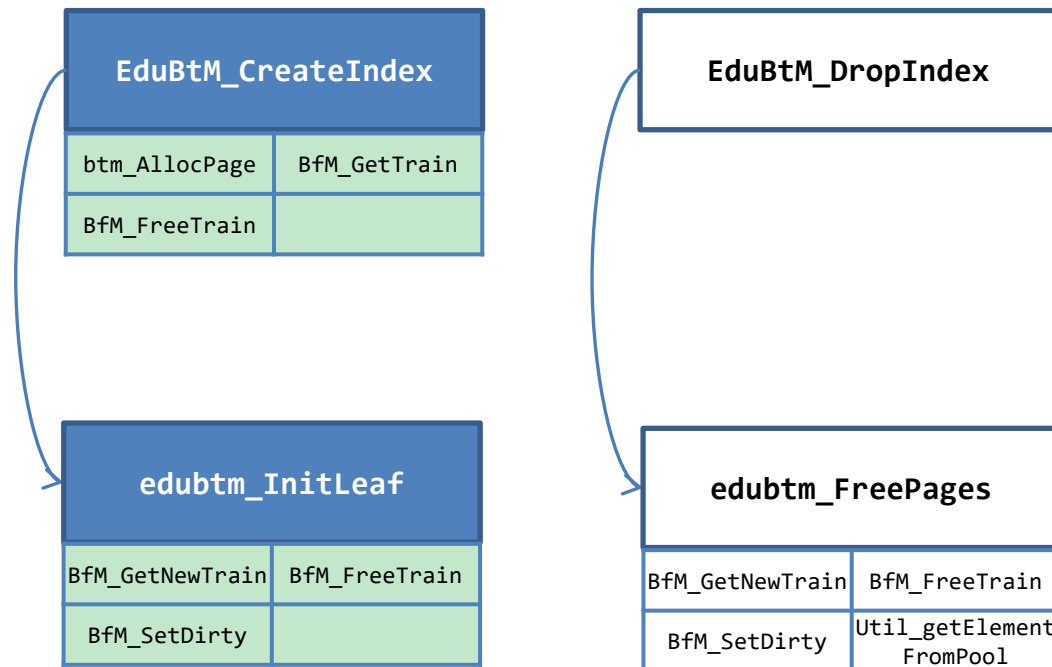 EduBtM_CreateIndex
btm_AllocPage
BfM_GetTrain
BfM_FreeTrain
edubtm_InitLeaf
BfM_GetNewTrain
BfM_FreeTrain
BfM_SetDirty
EduBtM_DropIndex
edubtm_FreePages
BfM_GetNewTrain
BfM_FreeTrain
BfM_SetDirty
Util_getElement
FromPool